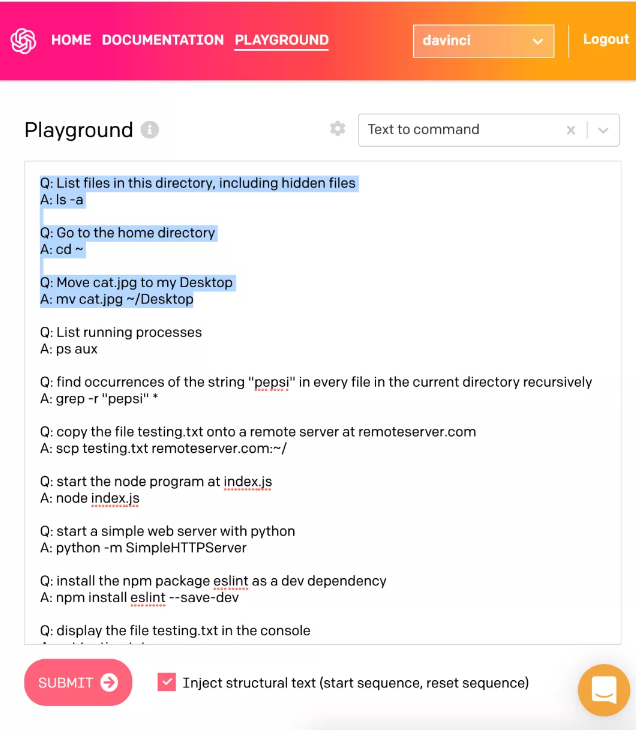 HOME DOCUMENTATION PLAYGROUND davinci Logout
Playground
Text to command
Q: List files in this directory, including hidden files
A: ls -a
Q: Go to the home directory
A: cd ~
Q: Move cat.jpg to my Desktop
A: mv cat.jpg ~/Desktop
Q: List running processes
A: ps aux
Q: find occurrences of the string "pepsi" in every file in the current directory recursively
A: grep -r "pepsi" *
Q: copy the file testing.txt onto a remote server at remoteserver.com
A: scp testing.txt remoteserver.com:~/
Q: start the node program at index.js
A: node index.js
Q: start a simple web server with python
A: python -m SimpleHTTPServer
Q: install the npm package eslint as a dev dependency
A: npm install eslint --save-dev
Q: display the file testing.txt in the console
SUBMIT Inject structural text (start sequence, reset sequence)